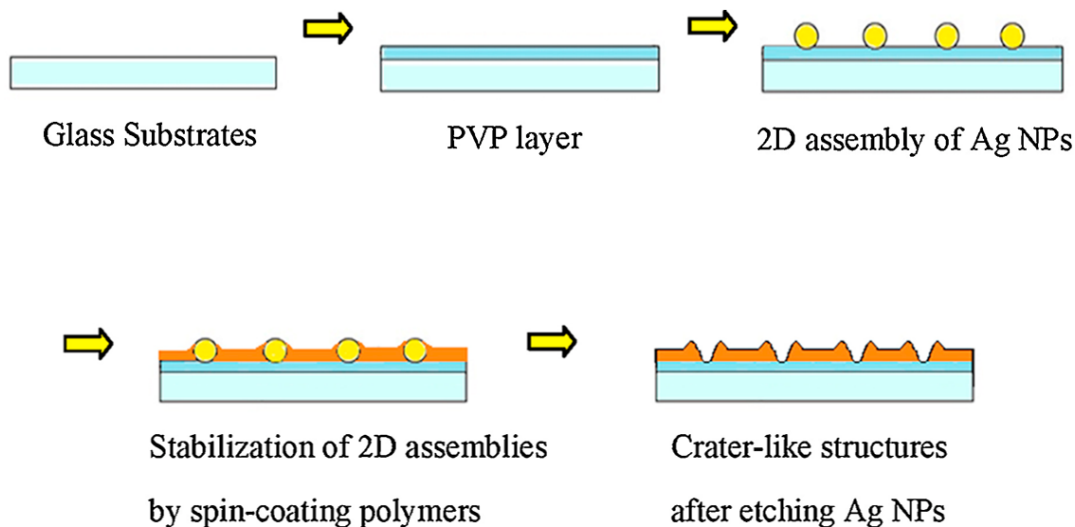 Glass Substrates
PVP layer
2D assembly of Ag NPs
Stabilization of 2D assemblies
by spin-coating polymers
Crater-like structures
after etching Ag NPs